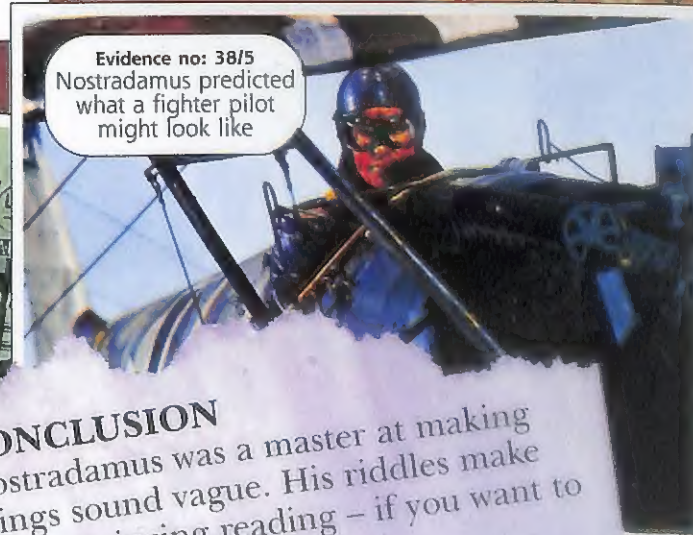 Evidence no: 38/5
Nostradamus predicted
what a fighter pilot
might look like
ONCLUSION
ostradamus was a master at making
ings sound vague. His riddles make
reading – if you want to